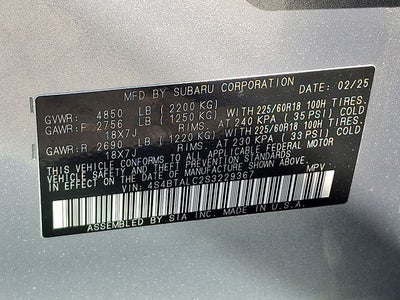 MFD BY SUBARU CORPORATION DATE: 02/25
GVWR: 4850 LB (2200 KG)
GAWR:F 2756 LB (1250 KG) WITH 225/60R18 100H TIRES.
18X7J RIMS. AT 240 KPA (35 PSI) COLD
GAWR:R 2690 LB (1220 KG) WITH 225/60R18 100H TIRES.
18X7J RIMS. AT 230 KPA (33 PSI) COLD
THIS VEHICLE CONFORMS TO ALL APPLICABLE FEDERAL MOTOR
VEHICLE SAFETY
THEFT PREVENTION STANDARDS IN EFFECT ON
THE DATE OF MANUFACTURE SHOWN ABOVE.
VIN: 4S4BTALC2S3229367 MPV
ASSEMBLED BY SIA INC. MADE IN U.S.A.